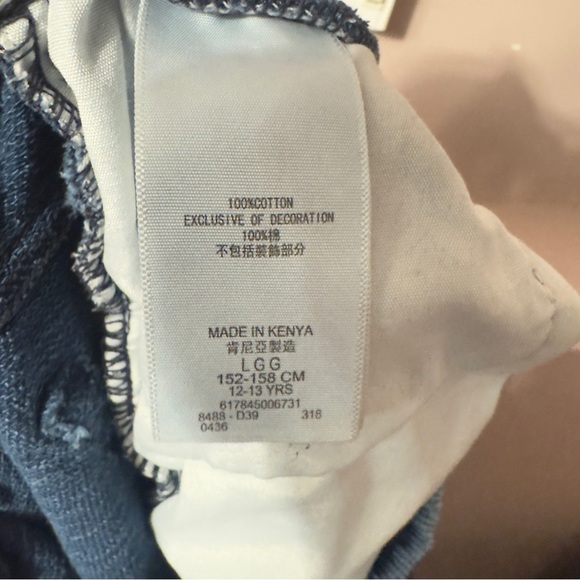 100%COTTON
EXCLUSIVE OF DECORATION
100%棉
不包括裝飾部分
MADE IN KENYA
肯尼亞製造
LGG
152-158 CM
12-13 YRS
617845006731
8488 - D39 318
0436